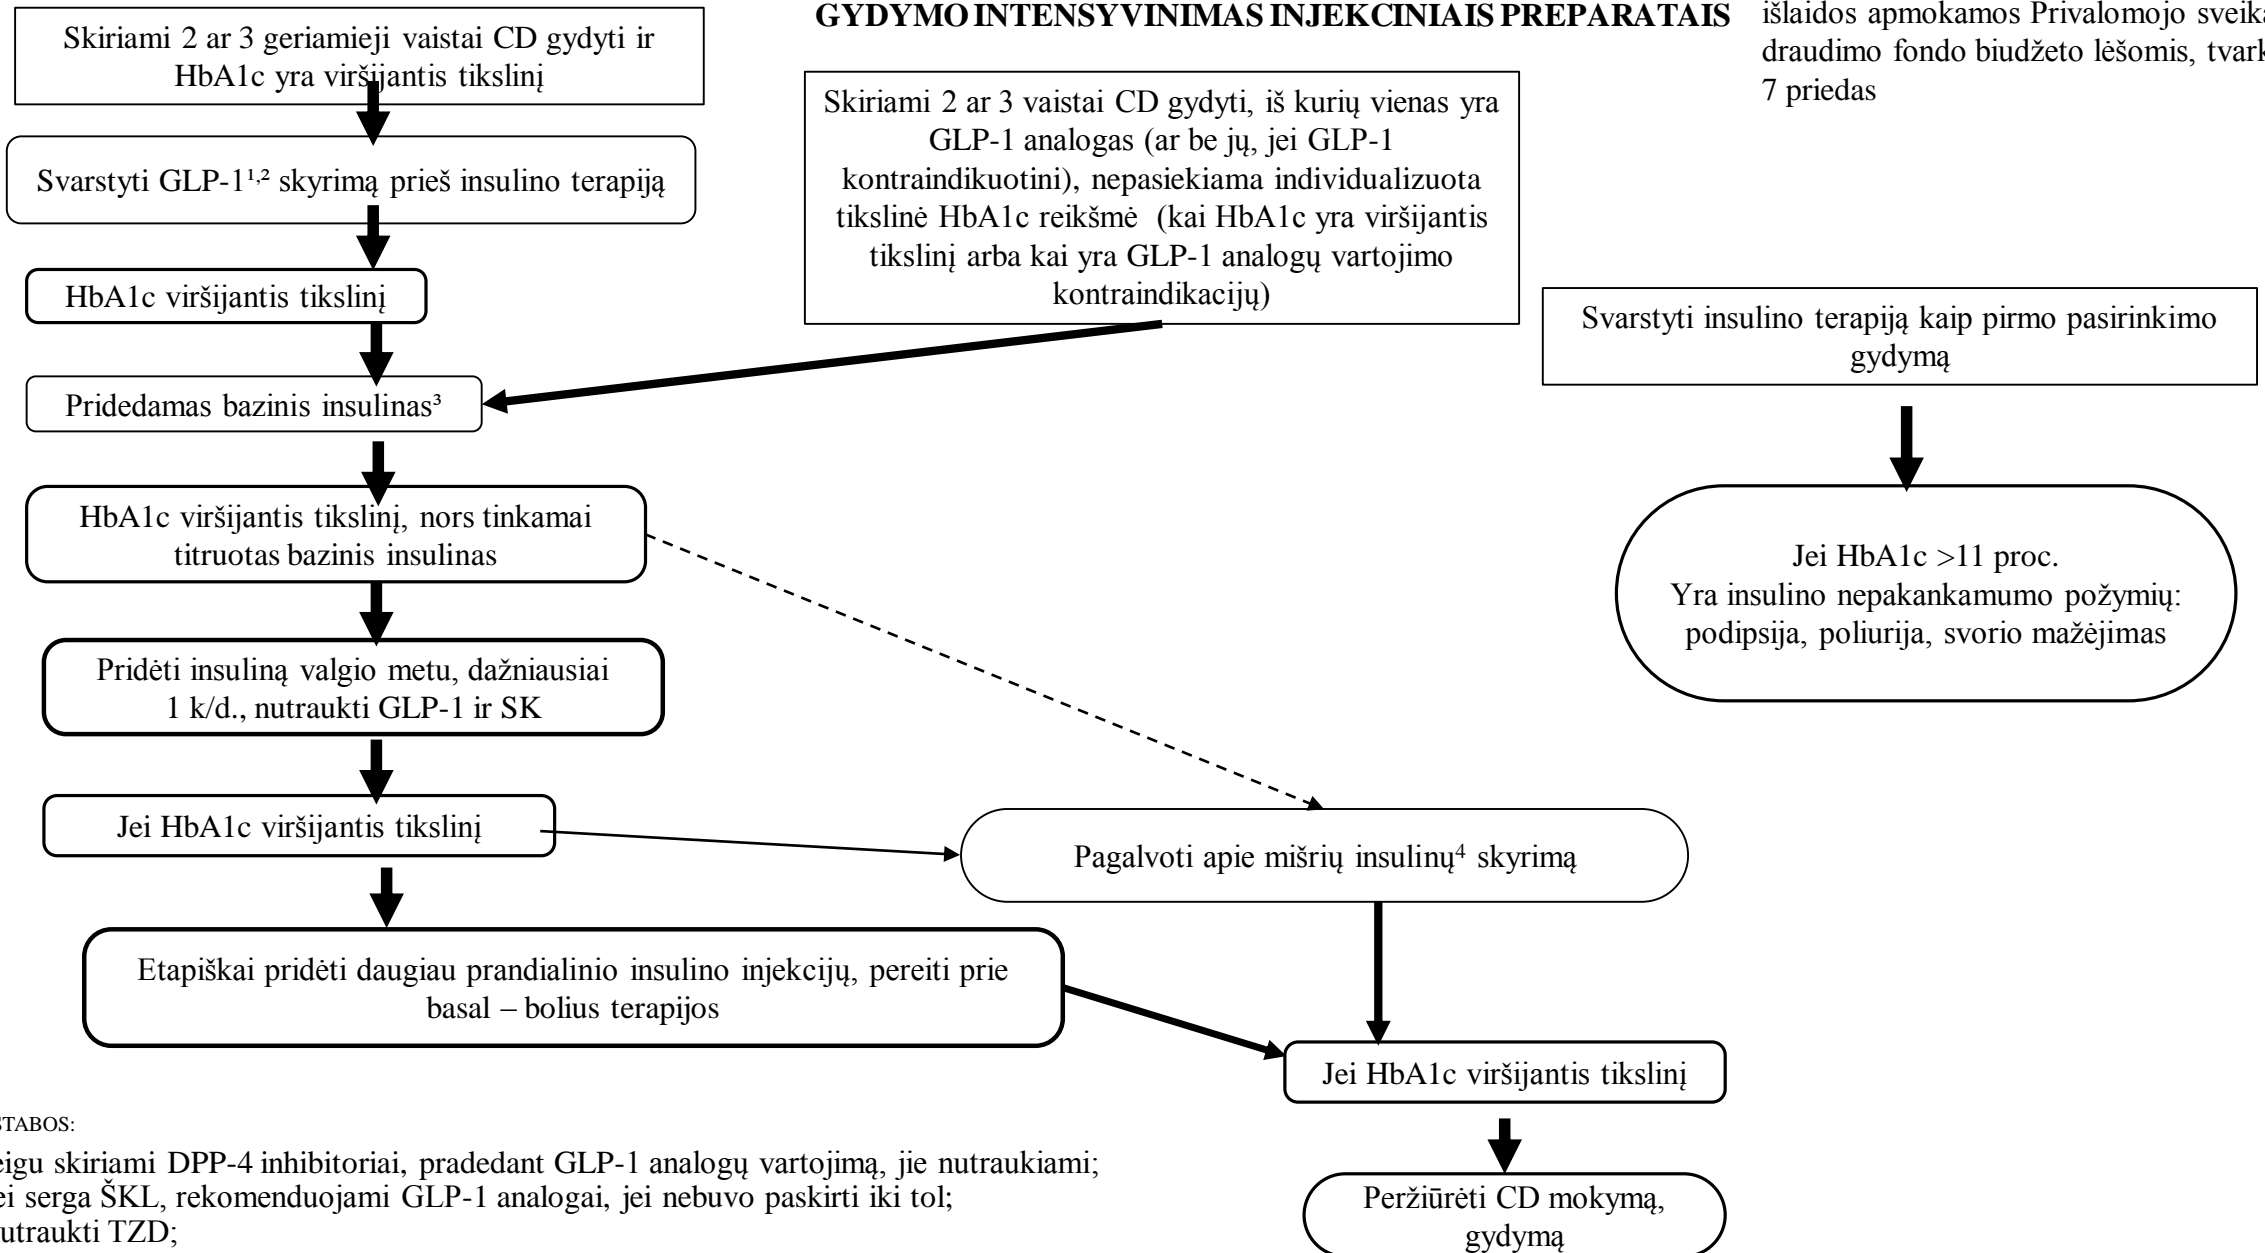 GYDYMO INTENSYVINIMAS INJEKCINIAIS PREPARATAIS
išlaidos apmokamos Privalomojo
draudimo fondo biudžeto lėšomis,
7 priedas
Skiriami 2 ar 3 geriamieji vaistai CD gydyti ir
HbA1c yra viršijantis tikslinį
Svarstyti GLP-1¹,² skyrimą prieš insulino terapiją
HbA1c viršijantis tikslinį
Pridedamas bazinis insulinas³
HbA1c viršijantis tikslinį, nors tinkamai
titruotas bazinis insulinas
Pridėti insuliną valgio metu, dažniausiai
1 k/d., nutraukti GLP-1 ir SK
Jei HbA1c viršijantis tikslinį
Etapiškai pridėti daugiau prandialinio insulino injekcijų, pereiti prie
basal – bolius terapijos
Skiriami 2 ar 3 vaistai CD gydyti, iš kurių vienas yra
GLP-1 analogas (ar be jų, jei GLP-1
kontraindikuotini), nepasiekiama individualizuota
tikslinė HbA1c reikšmė (kai HbA1c yra viršijantis
tikslinį arba kai yra GLP-1 analogų vartojimo
kontraindikacijų)
Svarstyti insulino terapiją kaip pirmo pasirinkimo
gydymą
Jei HbA1c >11 proc.
Yra insulino nepakankamumo požymių:
podipsija, poliurija, svorio mažėjimas
Pagalvoti apie mišrių insulinų⁴ skyrimą
Jei HbA1c viršijantis tikslinį
Peržiūrėti CD mokymą,
gydymą
skiriami DPP-4 inhibitoriai, pradedant GLP-1 analogų vartojimą, jie nutraukiami;
serga ŠKL, rekomenduojami GLP-1 analogai, jei nebuvo paskirti iki tol;
TZD;